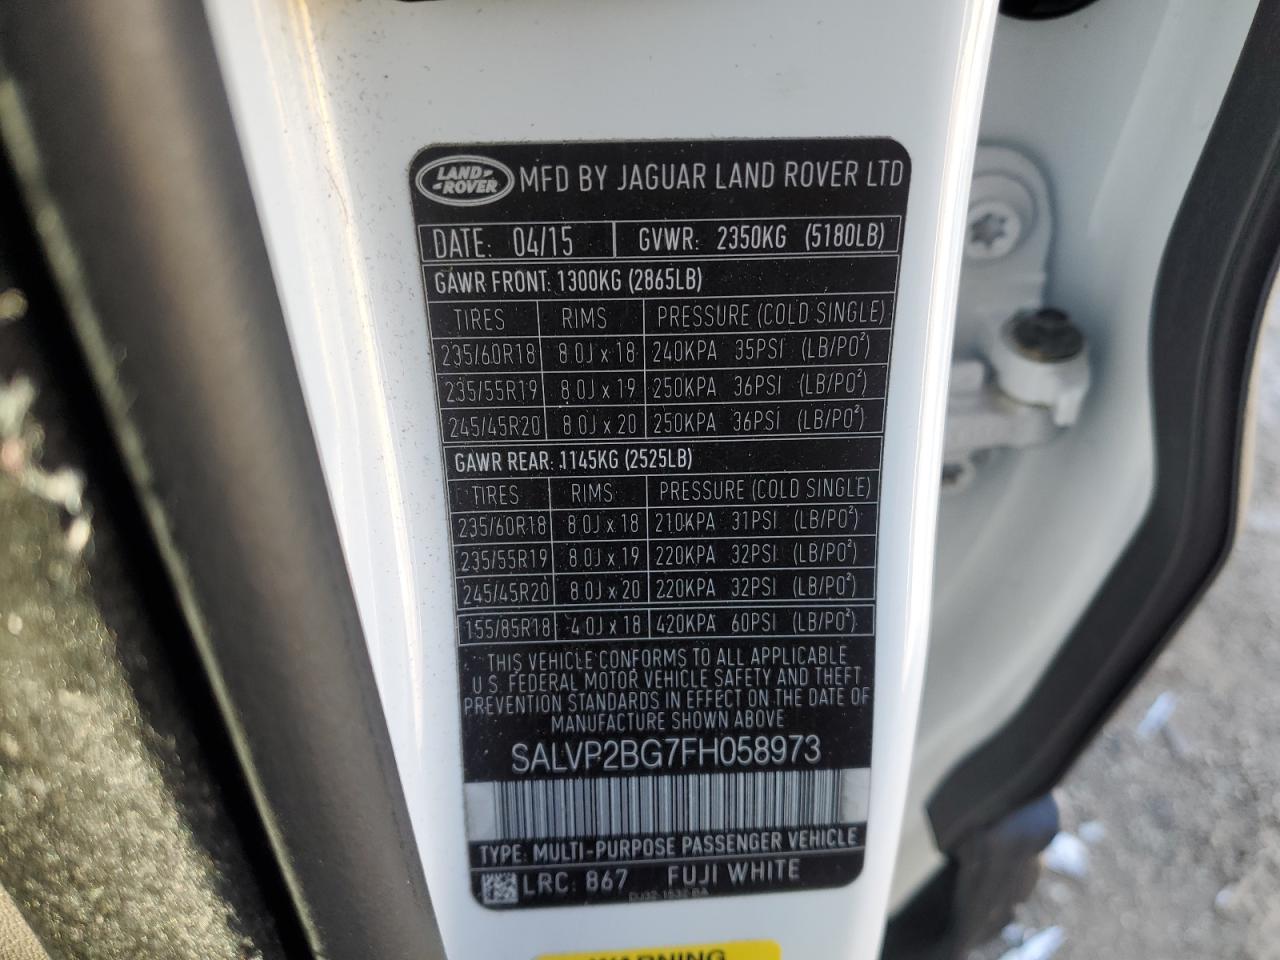 LAND ROVER MFD BY JAGUAR LAND ROVER LTD
DATE: 04/15 GVWR: 2350KG (5180LB)
GAWR FRONT: 1300KG (2865LB)
TIRES RIMS PRESSURE (COLD SINGLE)
235/60R18 8.0J x 18 240KPA 35PSI (LB/PO²)
235/55R19 8.0J x 19 250KPA 36PSI (LB/PO²)
245/45R20 8.0J x 20 250KPA 36PSI (LB/PO²)
GAWR REAR: 1145KG (2525LB)
TIRES RIMS PRESSURE (COLD SINGLE)
235/60R18 8.0J x 18 210KPA 31PSI (LB/PO²)
235/55R19 8.0J x 19 220KPA 32PSI (LB/PO²)
245/45R20 8.0J x 20 220KPA 32PSI (LB/PO²)
155/85R18 4.0J x 18 420KPA 60PSI (LB/PO²)
THIS VEHICLE CONFORMS TO ALL APPLICABLE
U.S. FEDERAL MOTOR VEHICLE SAFETY AND THEFT
PREVENTION STANDARDS IN EFFECT ON THE DATE OF
MANUFACTURE SHOWN ABOVE
SALVP2BG7FH058973
TYPE: MULTI-PURPOSE PASSENGER VEHICLE
LRC: 867 FUJI WHITE
WARNING